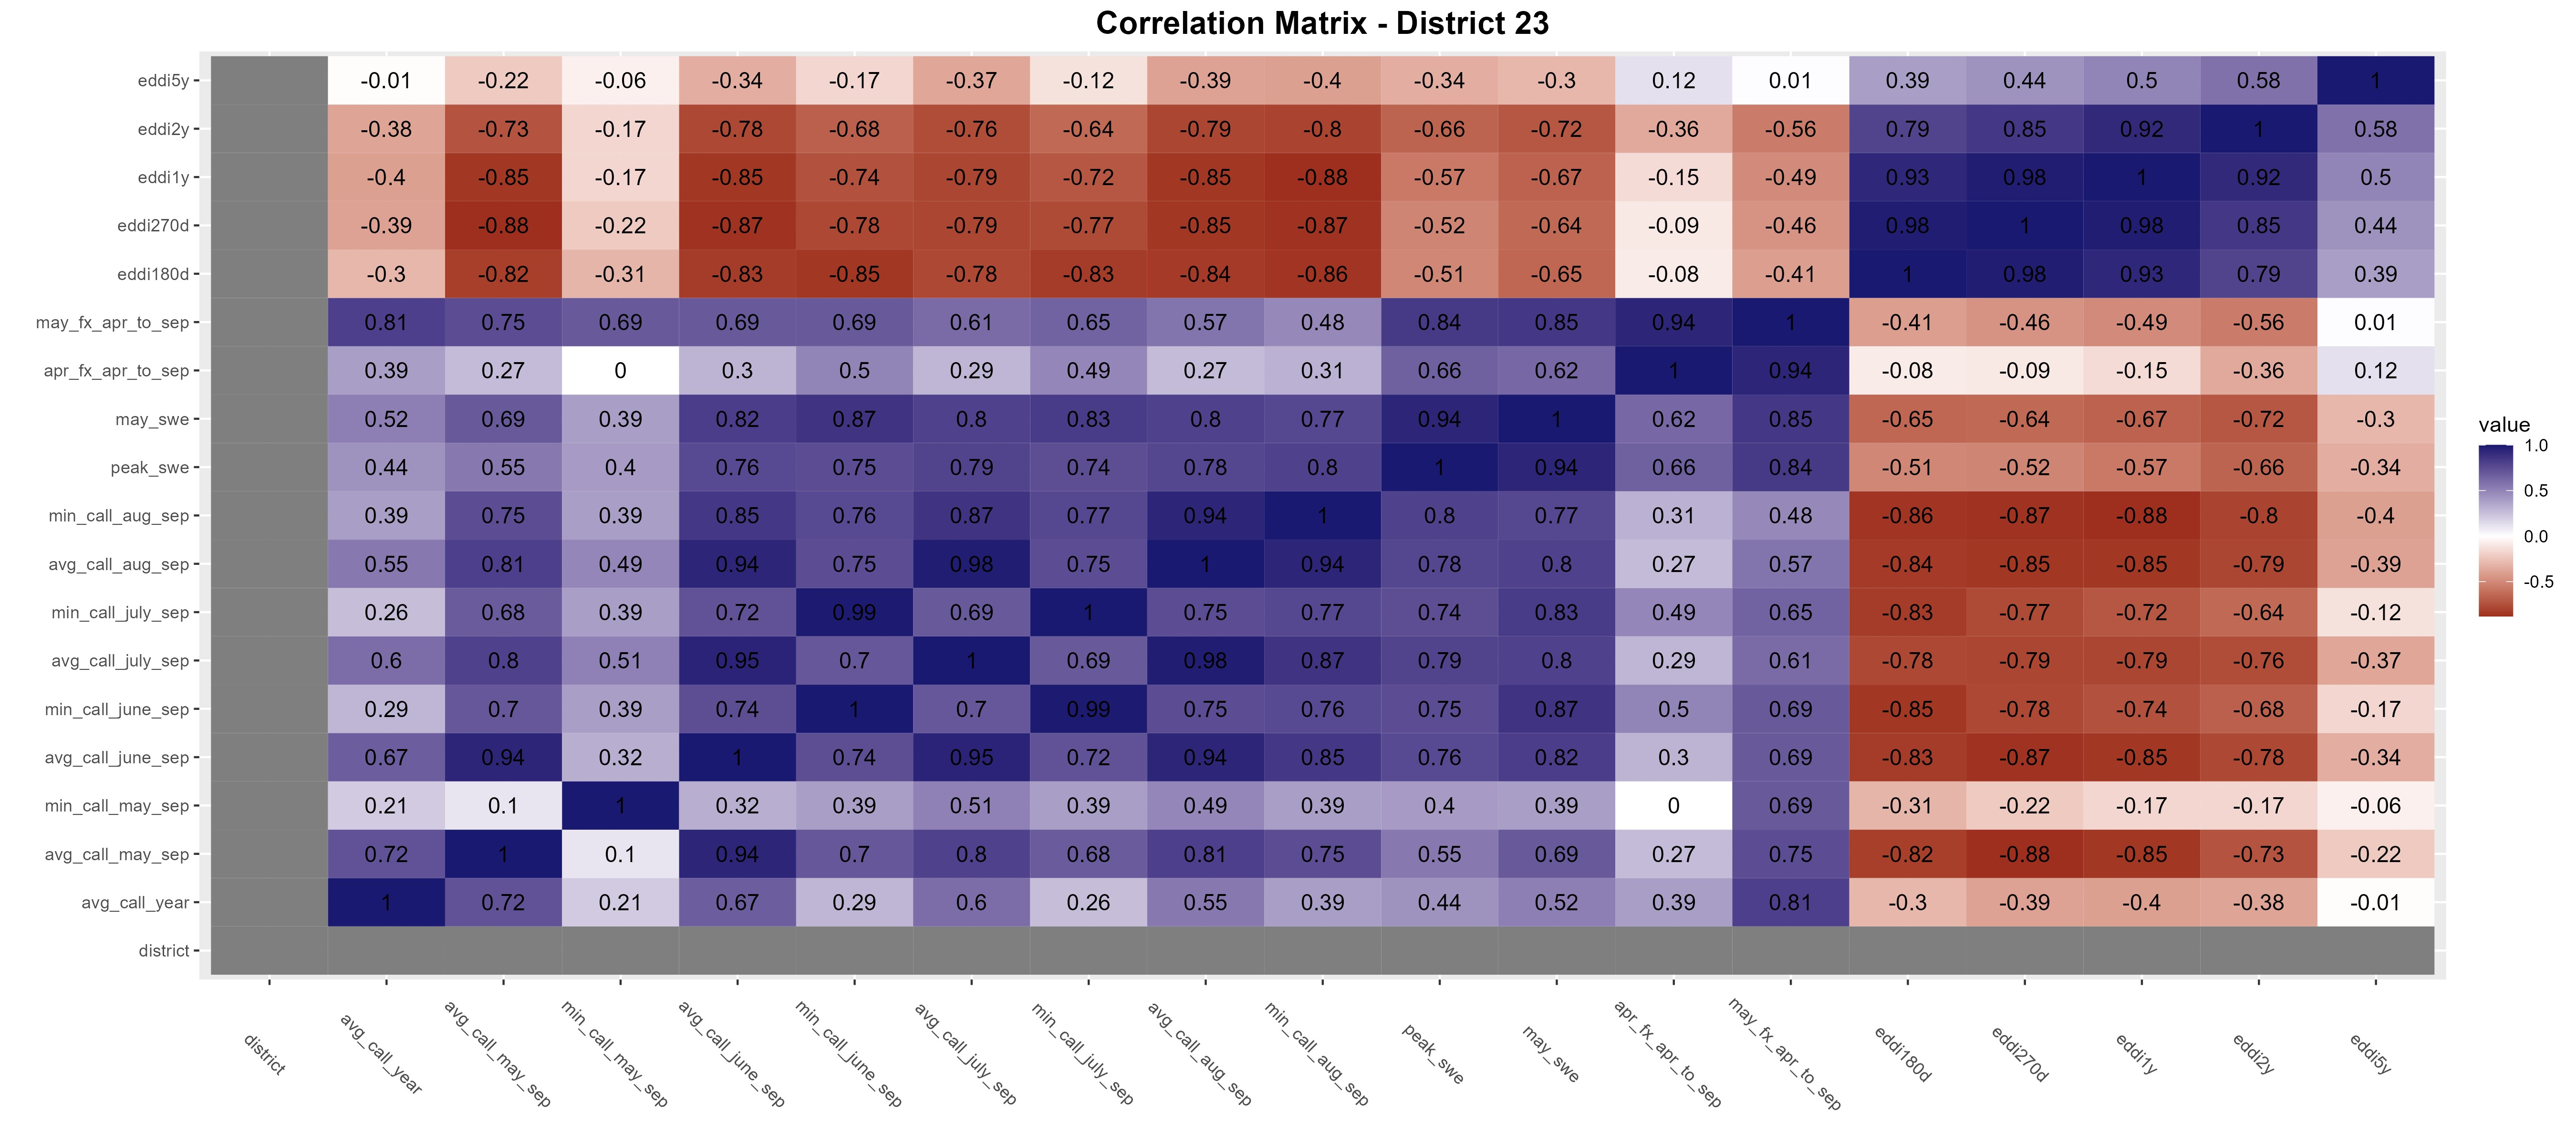 Correlation Matrix - District 23
eddi5y -0.01 -0.22 -0.06 -0.34 -0.17 -0.37 -0.12 -0.39 -0.4 -0.34 -0.3 0.12 0.01 0.39 0.44 0.5 0.58 1
eddi2y -0.38 -0.73 -0.17 -0.78 -0.68 -0.76 -0.64 -0.79 -0.8 -0.66 -0.72 -0.36 -0.56 0.79 0.85 0.92 1 0.58
eddi1y -0.4 -0.85 -0.17 -0.85 -0.74 -0.79 -0.72 -0.85 -0.88 -0.57 -0.67 -0.15 -0.49 0.93 0.98 1 0.92 0.5
eddi270d -0.39 -0.88 -0.22 -0.87 -0.78 -0.79 -0.77 -0.85 -0.87 -0.52 -0.64 -0.09 -0.46 0.98 1 0.98 0.85 0.44
eddi180d -0.3 -0.82 -0.31 -0.83 -0.85 -0.78 -0.83 -0.84 -0.86 -0.51 -0.65 -0.08 -0.41 1 0.98 0.93 0.79 0.39
may_fx_apr_to_sep 0.81 0.75 0.69 0.69 0.69 0.61 0.65 0.57 0.48 0.84 0.85 0.94 1 -0.41 -0.46 -0.49 -0.56 0.01
apr_fx_apr_to_sep 0.39 0.27 0 0.3 0.5 0.29 0.49 0.27 0.31 0.66 0.62 1 0.94 -0.08 -0.09 -0.15 -0.36 0.12
may_swe 0.52 0.69 0.39 0.82 0.87 0.8 0.83 0.8 0.77 0.94 1 0.62 0.85 -0.65 -0.64 -0.67 -0.72 -0.3
peak_swe 0.44 0.55 0.4 0.76 0.75 0.79 0.74 0.78 0.8 1 0.94 0.66 0.84 -0.51 -0.52 -0.57 -0.66 -0.34
min_call_aug_sep 0.39 0.75 0.39 0.85 0.76 0.87 0.77 0.94 1 0.8 0.77 0.31 0.48 -0.86 -0.87 -0.88 -0.8 -0.4
avg_call_aug_sep 0.55 0.81 0.49 0.94 0.75 0.98 0.75 1 0.94 0.78 0.8 0.27 0.57 -0.84 -0.85 -0.85 -0.79 -0.39
min_call_july_sep 0.26 0.68 0.39 0.72 0.99 0.69 1 0.75 0.77 0.74 0.83 0.49 0.65 -0.83 -0.77 -0.72 -0.64 -0.12
avg_call_july_sep 0.6 0.8 0.51 0.95 0.7 1 0.69 0.98 0.87 0.79 0.8 0.29 0.61 -0.78 -0.79 -0.79 -0.76 -0.37
min_call_june_sep 0.29 0.7 0.39 0.74 1 0.7 0.99 0.75 0.76 0.75 0.87 0.5 0.69 -0.85 -0.78 -0.74 -0.68 -0.17
avg_call_june_sep 0.67 0.94 0.32 1 0.74 0.95 0.72 0.94 0.85 0.76 0.82 0.3 0.69 -0.83 -0.87 -0.85 -0.78 -0.34
min_call_may_sep 0.21 0.1 1 0.32 0.39 0.51 0.39 0.49 0.39 0.4 0.39 0 0.69 -0.31 -0.22 -0.17 -0.17 -0.06
avg_call_may_sep 0.72 1 0.1 0.94 0.7 0.8 0.68 0.81 0.75 0.55 0.69 0.27 0.75 -0.82 -0.88 -0.85 -0.73 -0.22
avg_call_year 1 0.72 0.21 0.67 0.29 0.6 0.26 0.55 0.39 0.44 0.52 0.39 0.81 -0.3 -0.39 -0.4 -0.38 -0.01
district
district avg_call_year avg_call_may_sep min_call_may_sep avg_call_june_sep min_call_june_sep avg_call_july_sep min_call_july_sep avg_call_aug_sep min_call_aug_sep peak_swe may_swe apr_fx_apr_to_sep may_fx_apr_to_sep eddi180d eddi270d eddi1y eddi2y eddi5y
value
1.0
0.5
0.0
-0.5